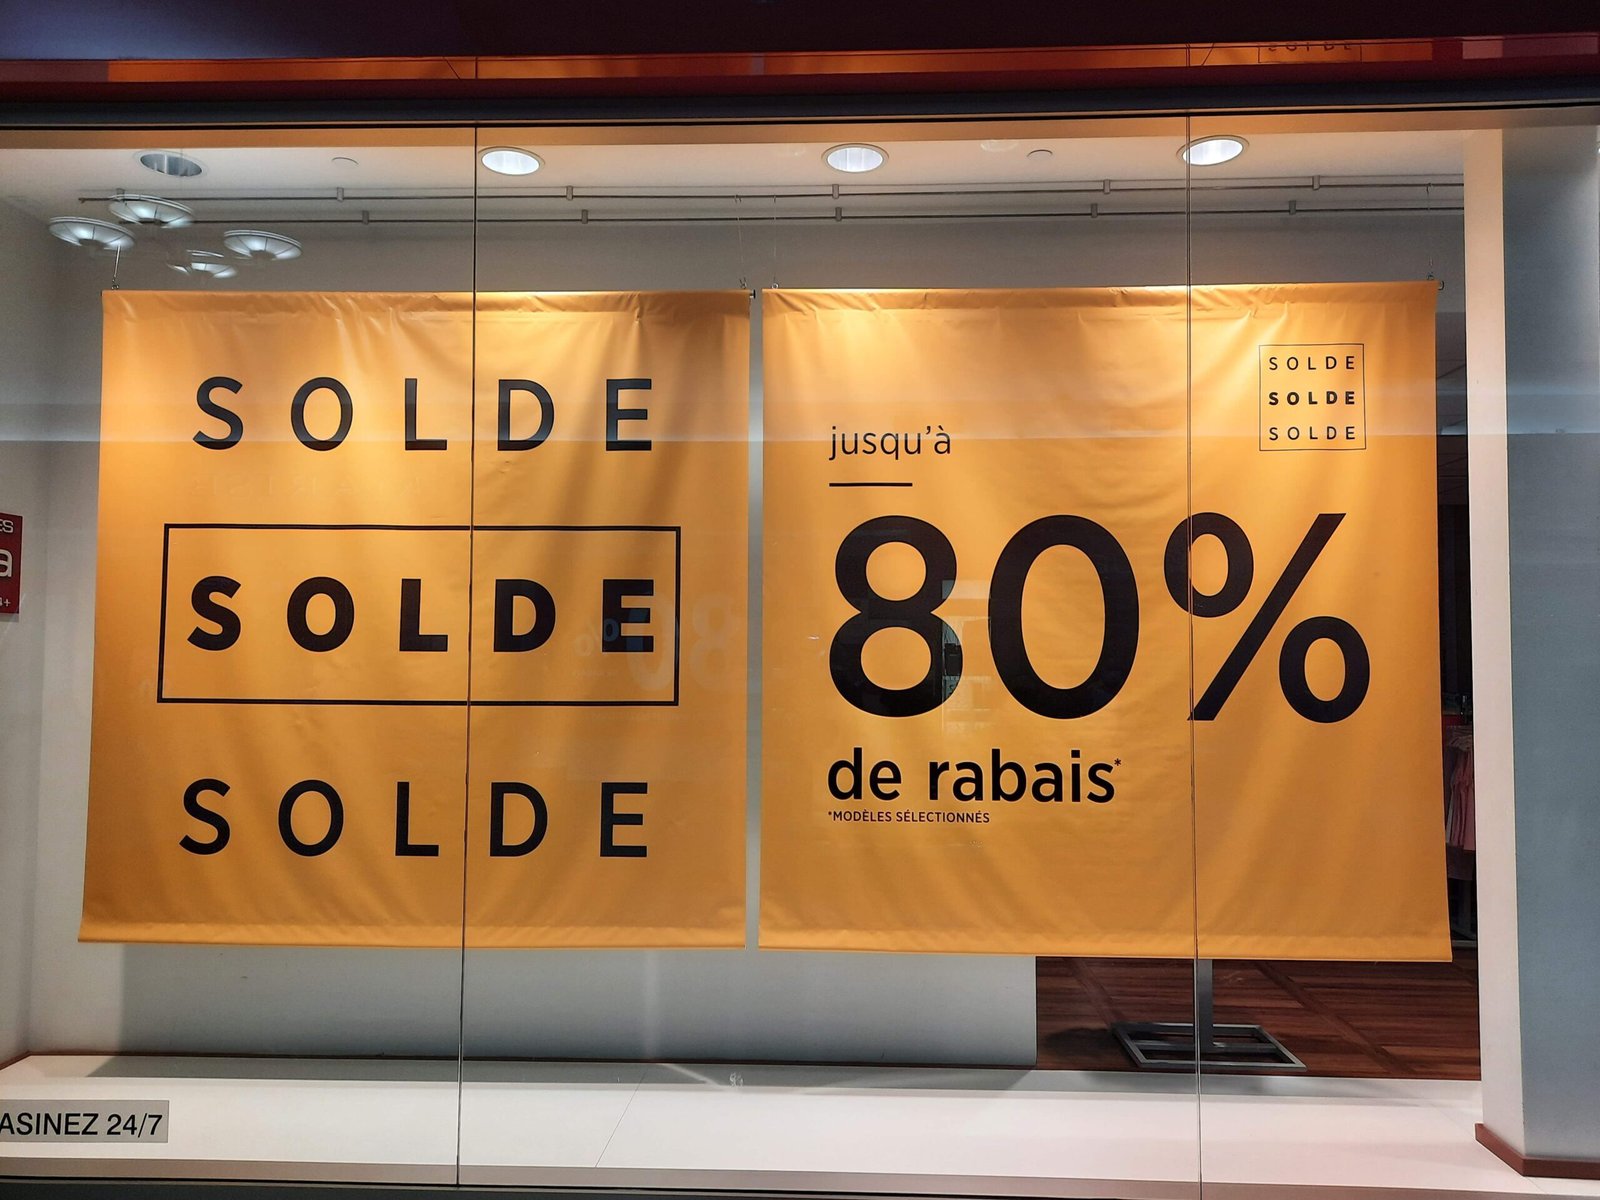 SOLDE
SOLDE
SOLDE
SOLDE
SOLDE
SOLDE
jusqu'à
80%
de rabais*
*MODÈLES SÉLECTIONNÉS
ASINEZ 24/7